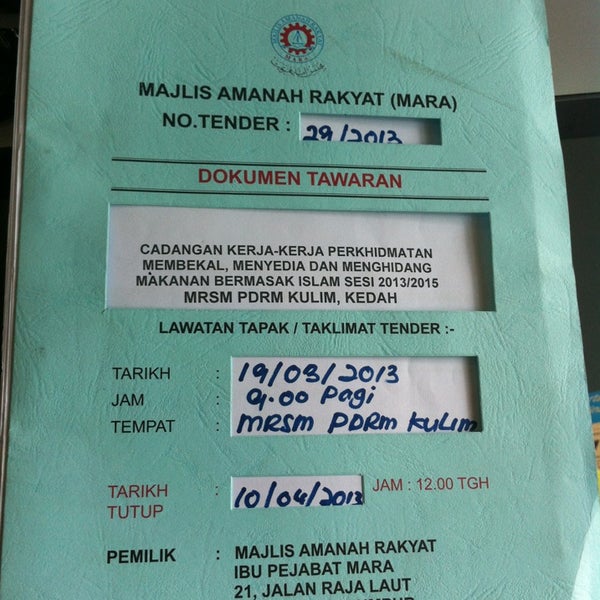 MARA
MAJLIS AMANAH RAKYAT (MARA)
NO.TENDER : 29/2013
DOKUMEN TAWARAN
CADANGAN KERJA-KERJA PERKHIDMATAN
MEMBEKAL, MENYEDIA DAN MENGHIDANG
MAKANAN BERMASAK ISLAM SESI 2013/2015
MRSM PDRM KULIM, KEDAH
LAWATAN TAPAK / TAKLIMAT TENDER :-
TARIKH : 19/03/2013
JAM : 9.00 Pagi
TEMPAT : MRSM PDRM KULIM
TARIKH TUTUP : 10/04/2013 JAM : 12.00 TGH
PEMILIK : MAJLIS AMANAH RAKYAT
IBU PEJABAT MARA
21, JALAN RAJA LAUT